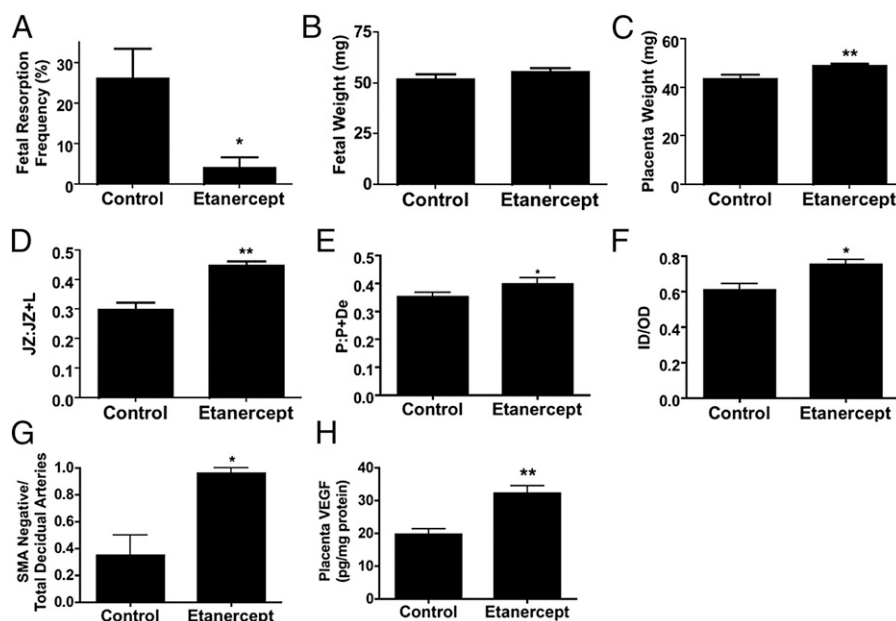 A
Fetal Resorption
Frequency (%)
30
20
10
0
*
Control
Etanercept
B
Fetal Weight (mg)
75
50
25
0
Control
Etanercept
C
Placenta Weight (mg)
60
40
20
0
**
Control
Etanercept
D
JZ:JZ+L
0.5
0.4
0.3
0.2
0.1
0.0
**
Control
Etanercept
E
P:P+De
0.5
0.4
0.3
0.2
0.1
0.0
*
Control
Etanercept
F
ID/OD
0.8
0.6
0.4
0.2
0.0
*
Control
Etanercept
G
SMA Negative/
Total Decidual Arteries
1.0
0.8
0.6
0.4
0.2
0.0
*
Control
Etanercept
H
Placenta VEGF
(pg/mg protein)
40
30
20
10
0
**
Control
Etanercept